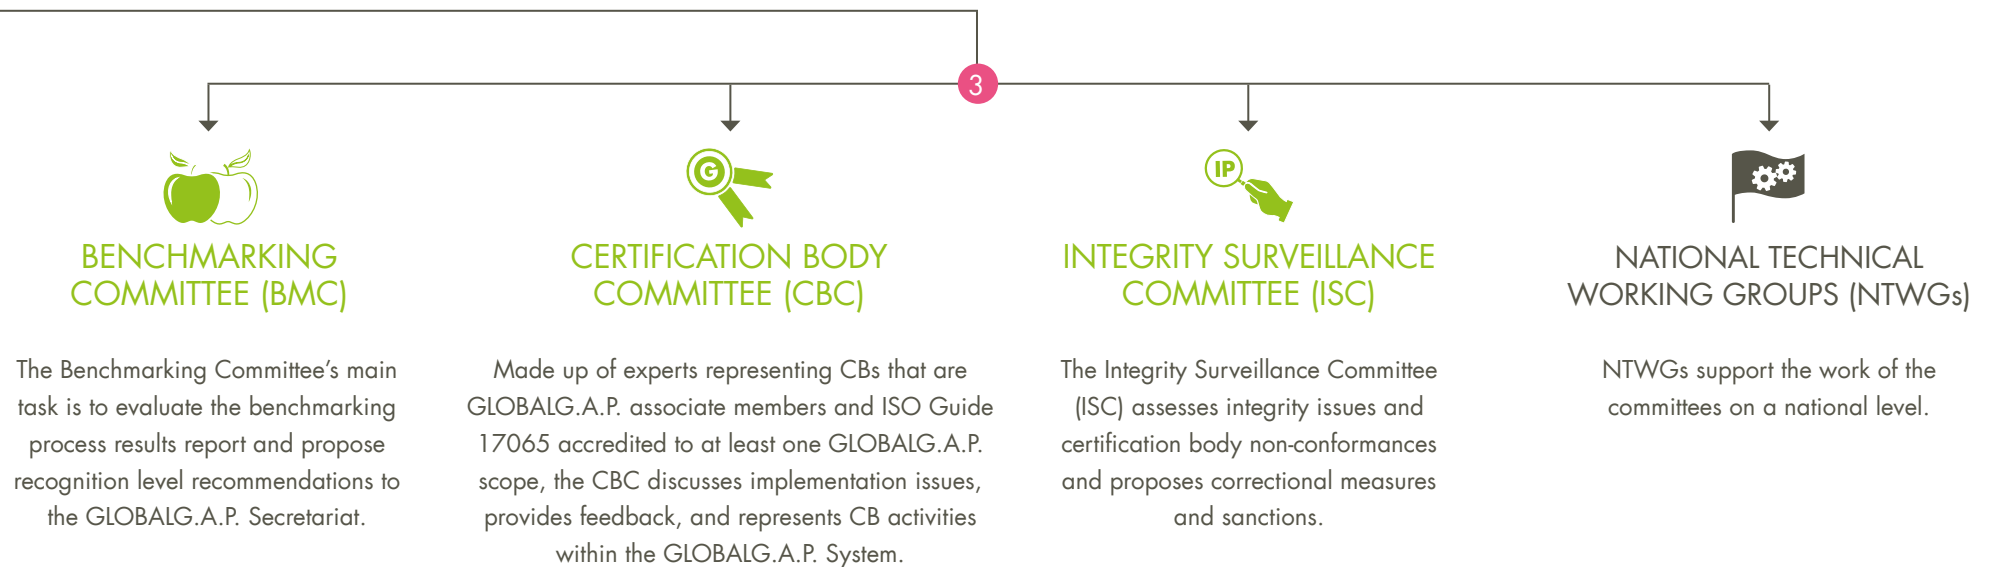 3
G
IP
BENCHMARKING
COMMITTEE (BMC)
The Benchmarking Committee’s main
task is to evaluate the benchmarking
process results report and propose
recognition level recommendations to
the GLOBALG.A.P. Secretariat.
CERTIFICATION BODY
COMMITTEE (CBC)
Made up of experts representing CBs that are
GLOBALG.A.P. associate members and ISO Guide
17065 accredited to at least one GLOBALG.A.P.
scope, the CBC discusses implementation issues,
provides feedback, and represents CB activities
within the GLOBALG.A.P. System.
INTEGRITY SURVEILLANCE
COMMITTEE (ISC)
The Integrity Surveillance Committee
(ISC) assesses integrity issues and
certification body non-conformances
and proposes correctional measures
and sanctions.
NATIONAL TECHNICAL
WORKING GROUPS (NTWGs)
NTWGs support the work of the
committees on a national level.